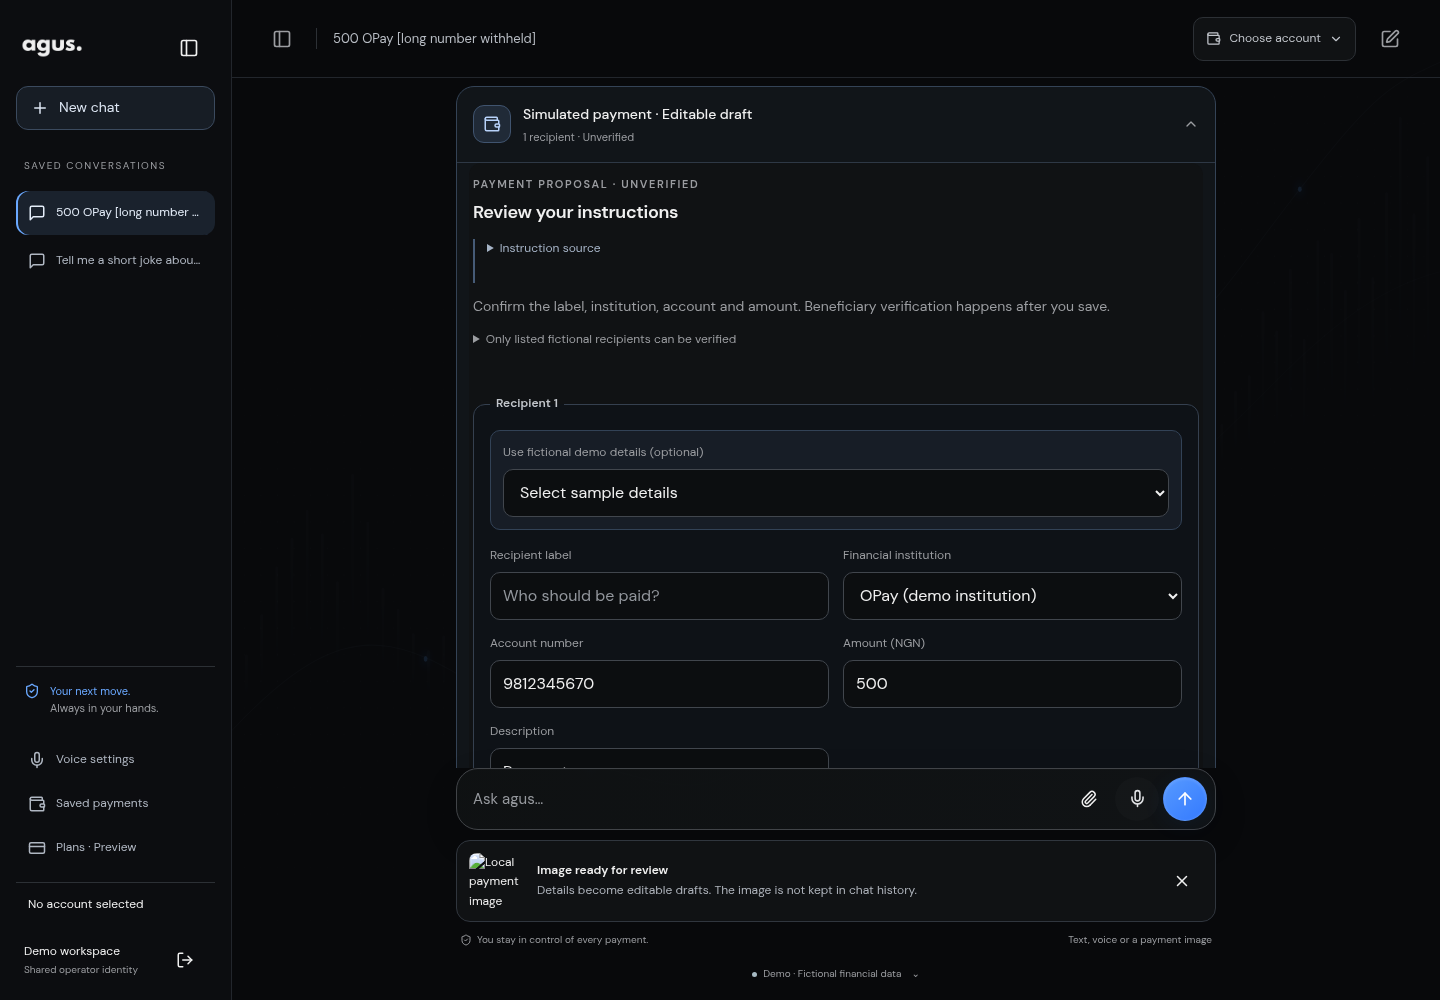 agus.
New chat
SAVED CONVERSATIONS
500 OPay [long number ...
Tell me a short joke abou...
Your next move.
Always in your hands.
Voice settings
Saved payments
Plans · Preview
No account selected
Demo workspace
Shared operator identity
500 OPay [long number withheld]
Choose account
Simulated payment · Editable draft
1 recipient · Unverified
PAYMENT PROPOSAL · UNVERIFIED
Review your instructions
Instruction source
Confirm the label, institution, account and amount. Beneficiary verification happens after you save.
Only listed fictional recipients can be verified
Recipient 1
Use fictional demo details (optional)
Select sample details
Recipient label
Financial institution
Who should be paid?
OPay (demo institution)
Account number
Amount (NGN)
9812345670
500
Description
Ask agus...
Local payment image
Image ready for review
Details become editable drafts. The image is not kept in chat history.
You stay in control of every payment.
Text, voice or a payment image
Demo · Fictional financial data